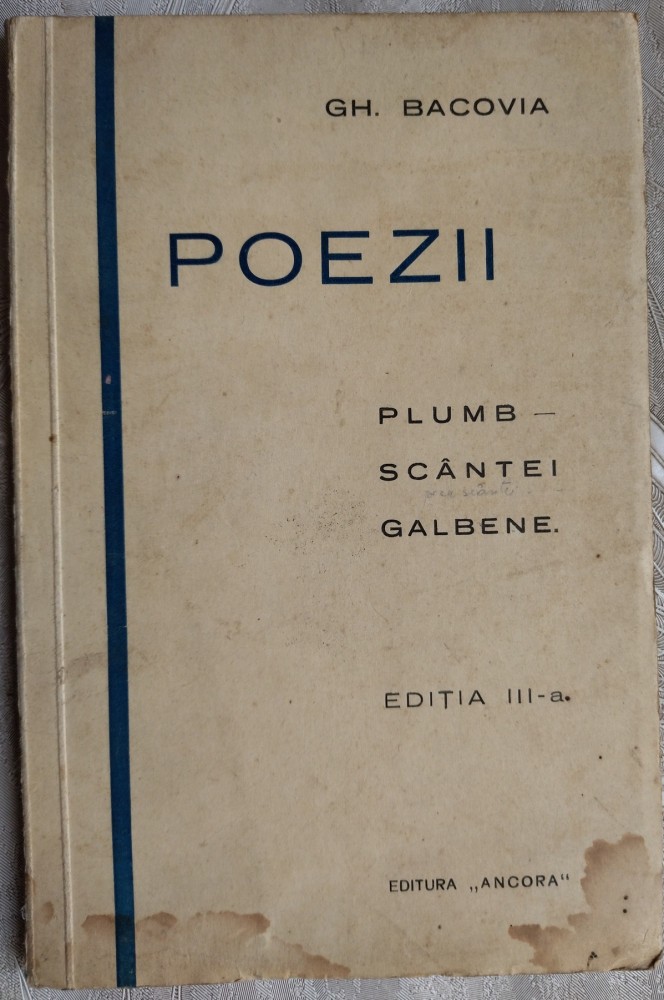 GH. BACOVIA
POEZII
PLUMB –
SCÂNTEI
GALBENE.
EDIȚIA III-a.
EDITURA „ANCORA“